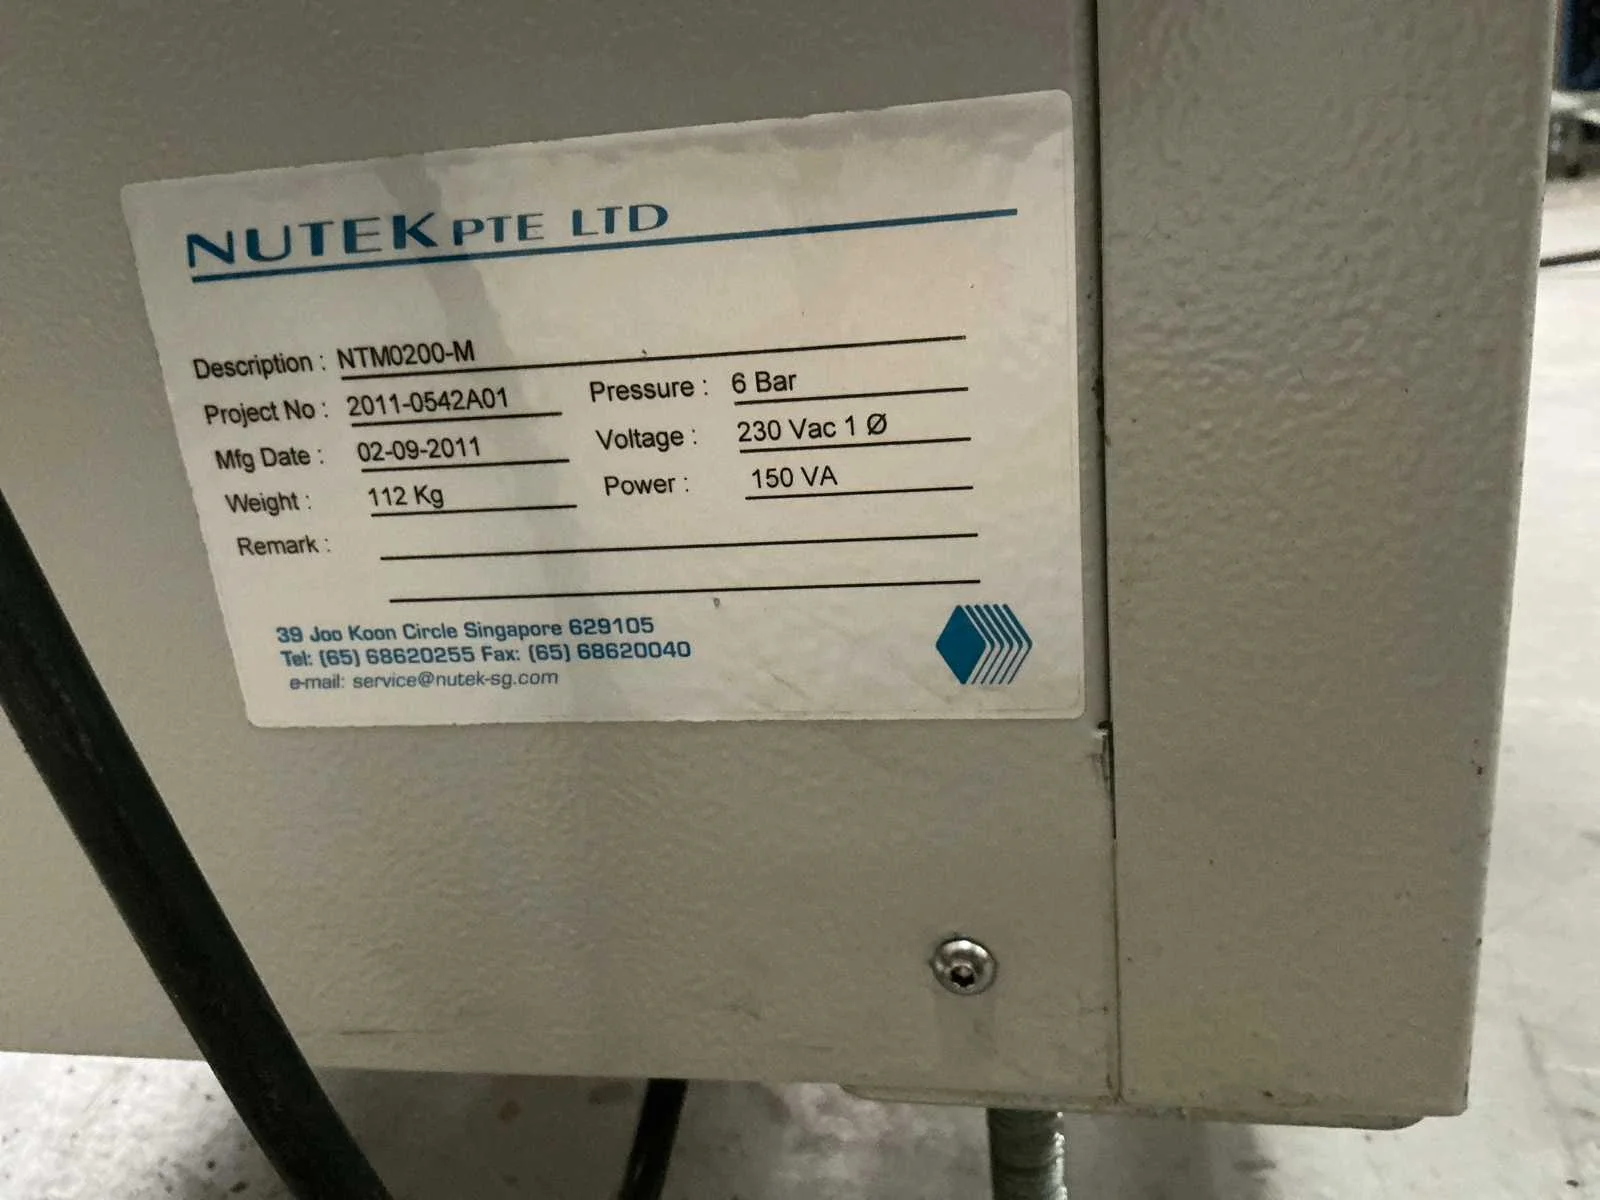 NUTEK PTE LTD
Description : NTM0200-M
Project No : 2011-0542A01 Pressure : 6 Bar
Mfg Date : 02-09-2011 Voltage : 230 Vac 1 Ø
Weight : 112 Kg Power : 150 VA
Remark :
39 Joo Koon Circle Singapore 629105
Tel: (65) 68620255 Fax: (65) 68620040
e-mail: service@nutek-sg.com